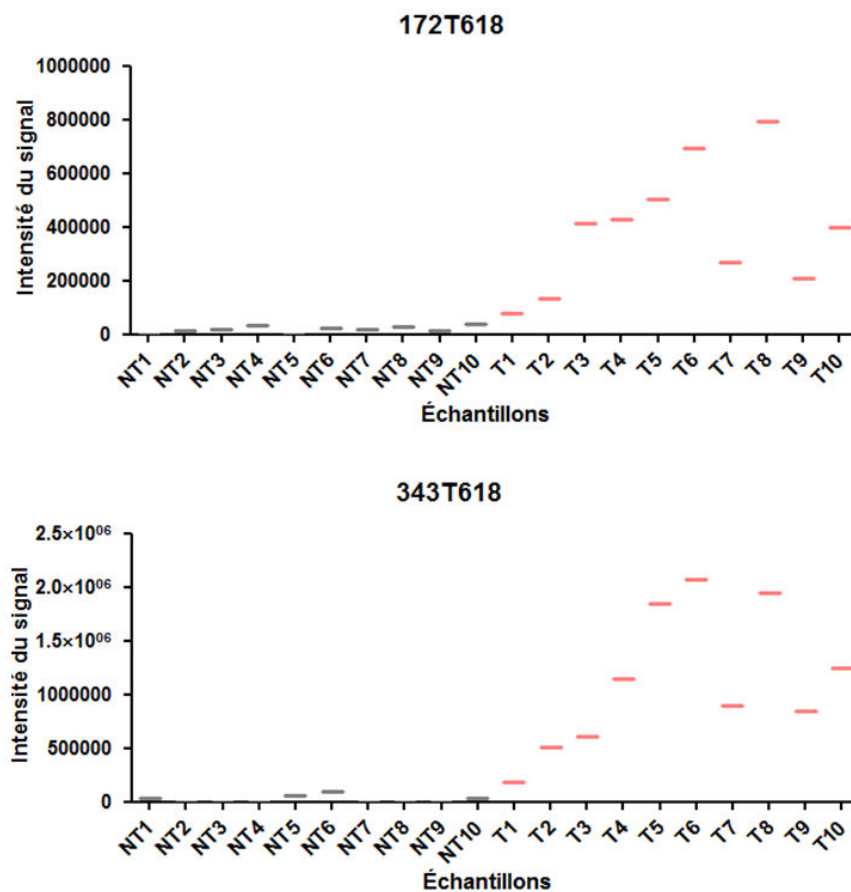 172T618
Intensité du signal
1000000
800000
600000
400000
200000
0
NT1 NT2 NT3 NT4 NT5 NT6 NT7 NT8 NT9 NT10 T1 T2 T3 T4 T5 T6 T7 T8 T9 T10
Échantillons
343T618
Intensité du signal
2.5×10⁰⁶
2.0×10⁰⁶
1.5×10⁰⁶
1000000
500000
0
NT1 NT2 NT3 NT4 NT5 NT6 NT7 NT8 NT9 NT10 T1 T2 T3 T4 T5 T6 T7 T8 T9 T10
Échantillons